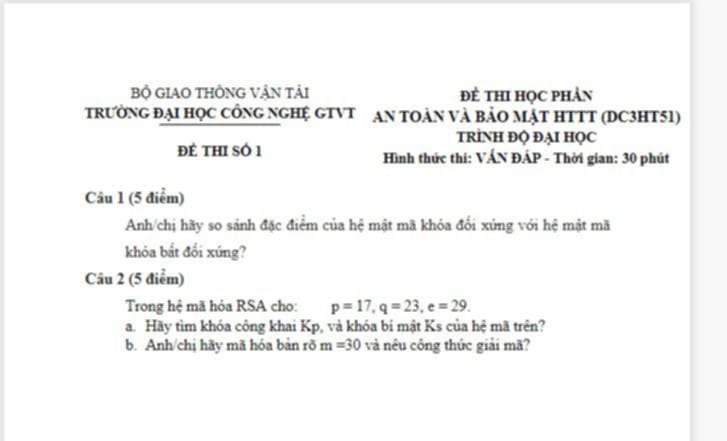 BỘ GIAO THÔNG VẬN TẢI
TRƯỜNG ĐẠI HỌC CÔNG NGHỆ GTVT
ĐỀ THI SỐ 1
ĐỀ THI HỌC PHẦN
AN TOÀN VÀ BẢO MẬT HTTT (DC3HT51)
TRÌNH ĐỘ ĐẠI HỌC
Hình thức thi: VẤN ĐÁP - Thời gian: 30 phút
Câu 1 (5 điểm)
Anh/chị hãy so sánh đặc điểm của hệ mật mã khóa đối xứng với hệ mật mã
khóa bất đối xứng?
Câu 2 (5 điểm)
Trong hệ mã hóa RSA cho: p = 17, q = 23, e = 29.
a. Hãy tìm khóa công khai Kp, và khóa bí mật Ks của hệ mã trên?
b. Anh/chị hãy mã hóa bản rõ m =30 và nêu công thức giải mã?